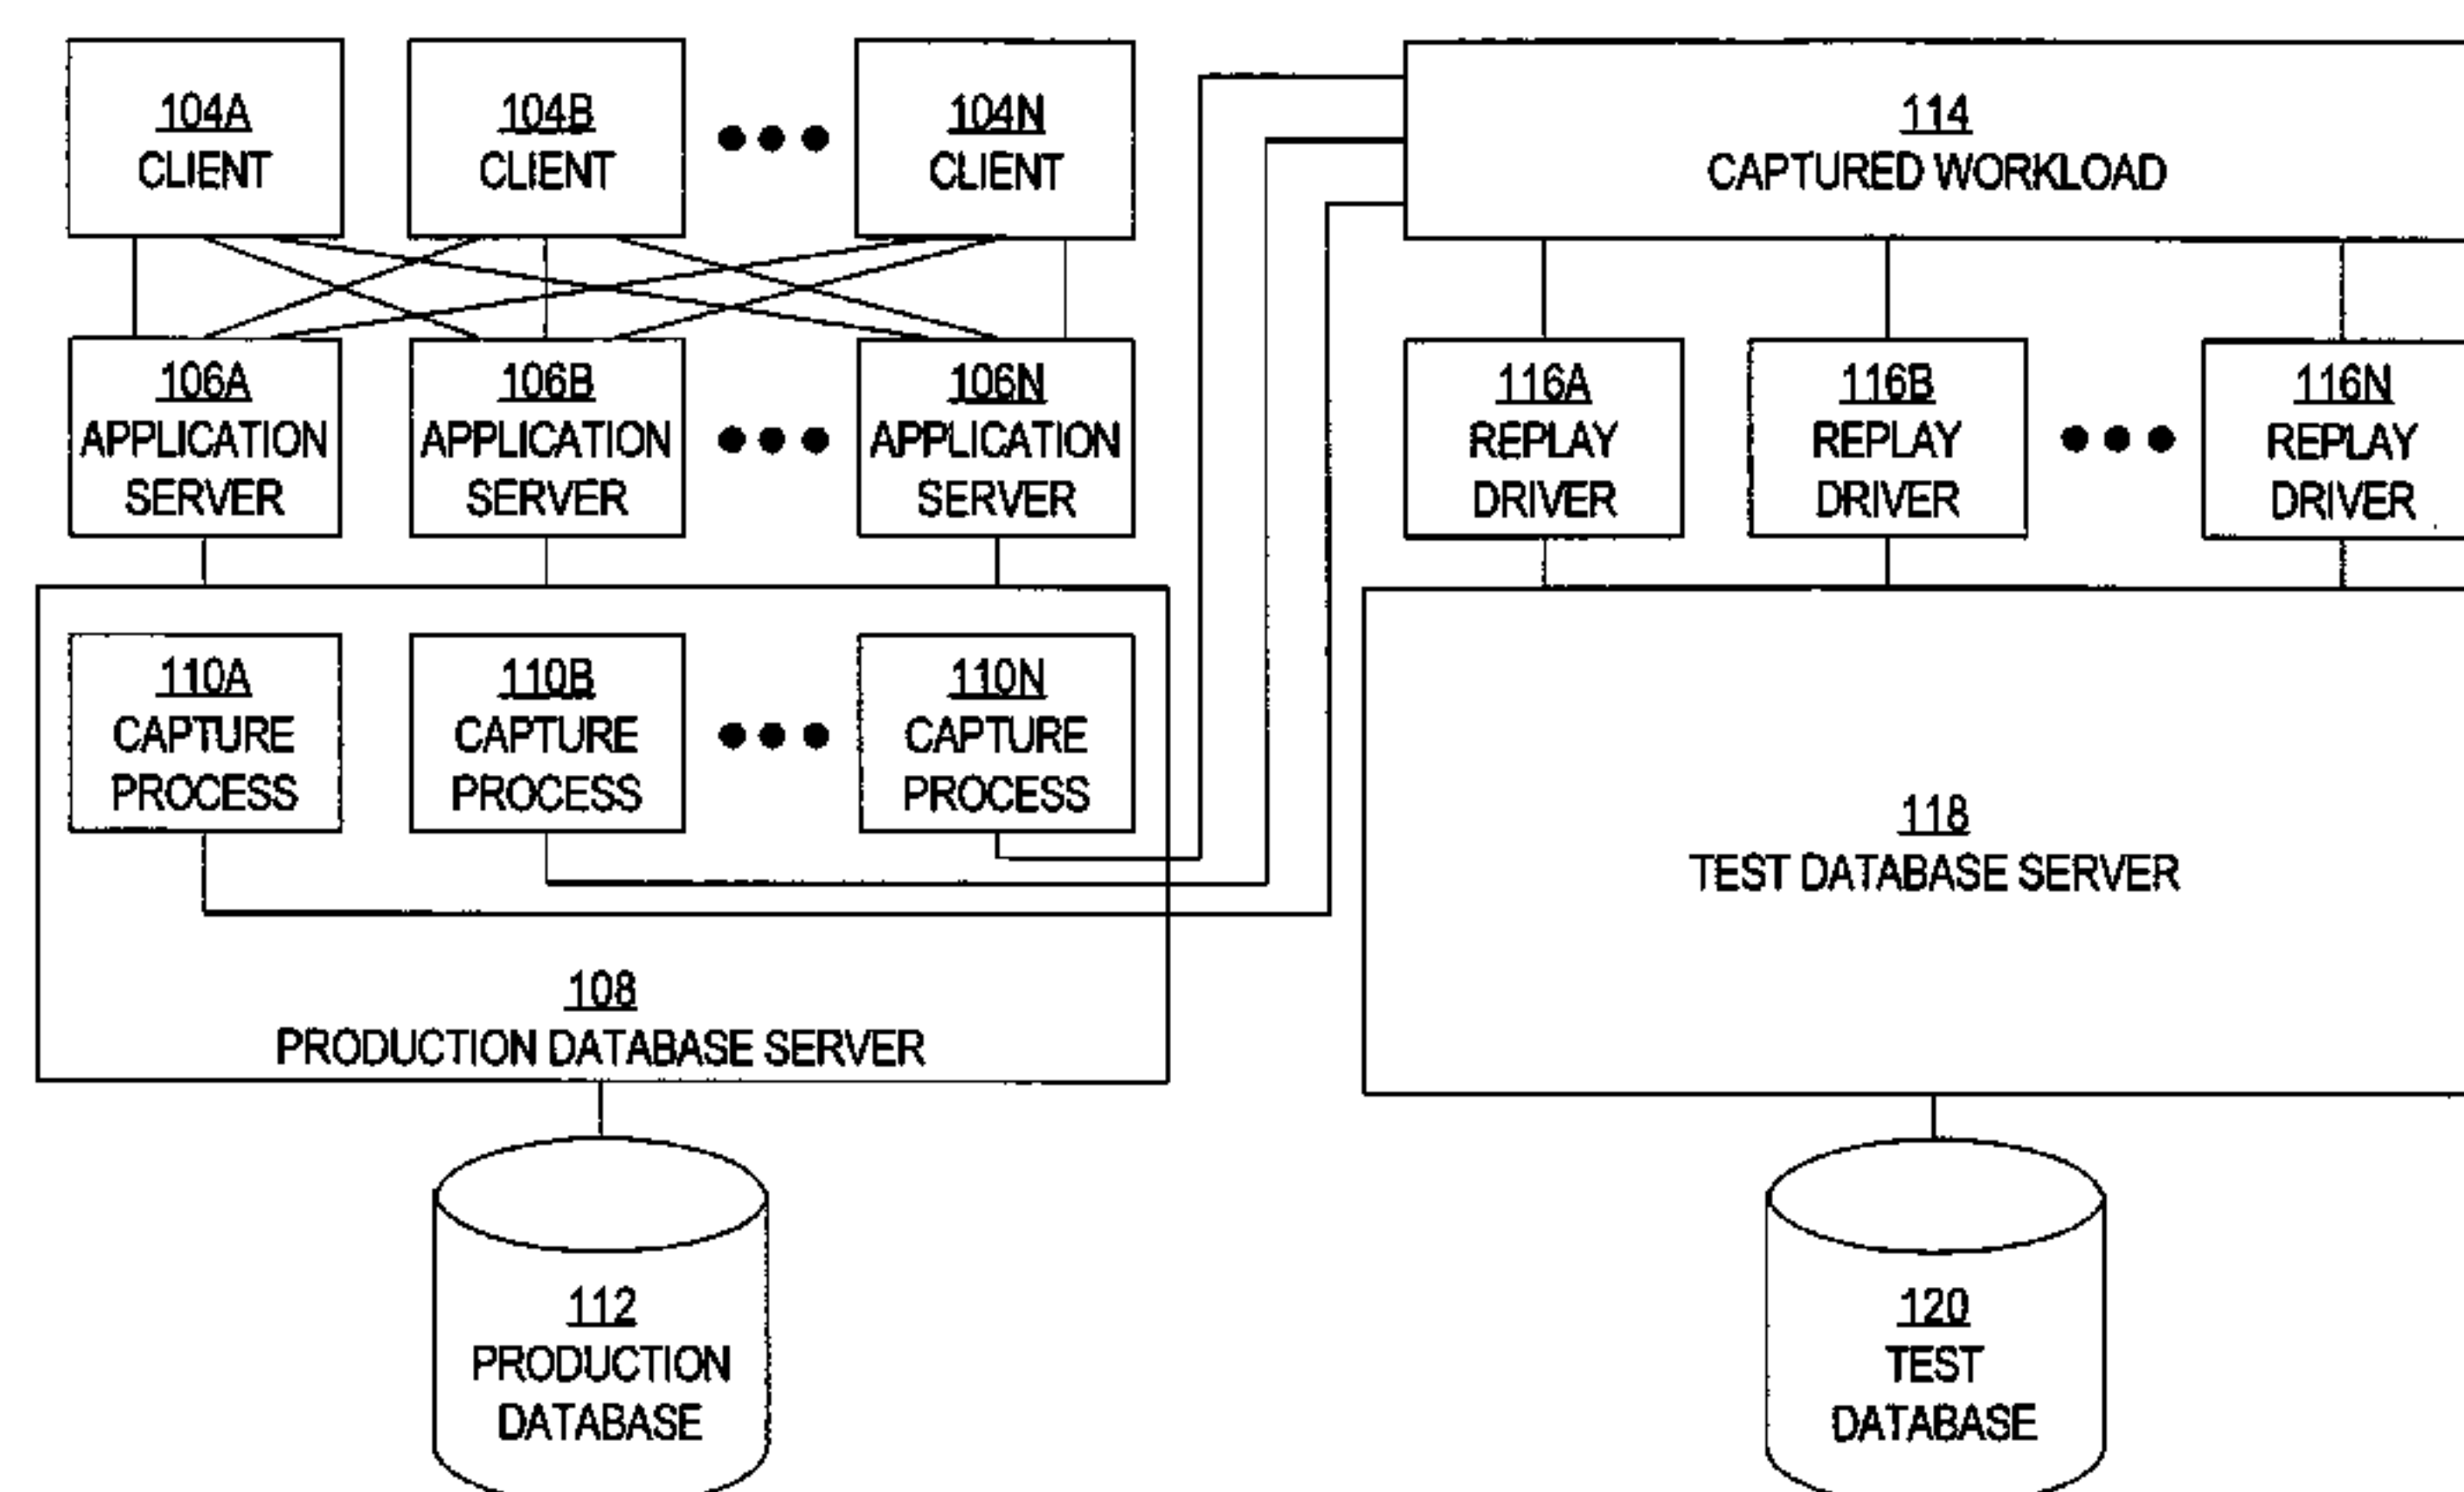 104A
CLIENT
104B
CLIENT
104N
CLIENT
114
CAPTURED WORKLOAD
106A
APPLICATION
SERVER
106B
APPLICATION
SERVER
106N
APPLICATION
SERVER
116A
REPLAY
DRIVER
116B
REPLAY
DRIVER
116N
REPLAY
DRIVER
110A
CAPTURE
PROCESS
110B
CAPTURE
PROCESS
110N
CAPTURE
PROCESS
118
TEST DATABASE SERVER
108
PRODUCTION DATABASE SERVER
112
PRODUCTION
DATABASE
120
TEST
DATABASE